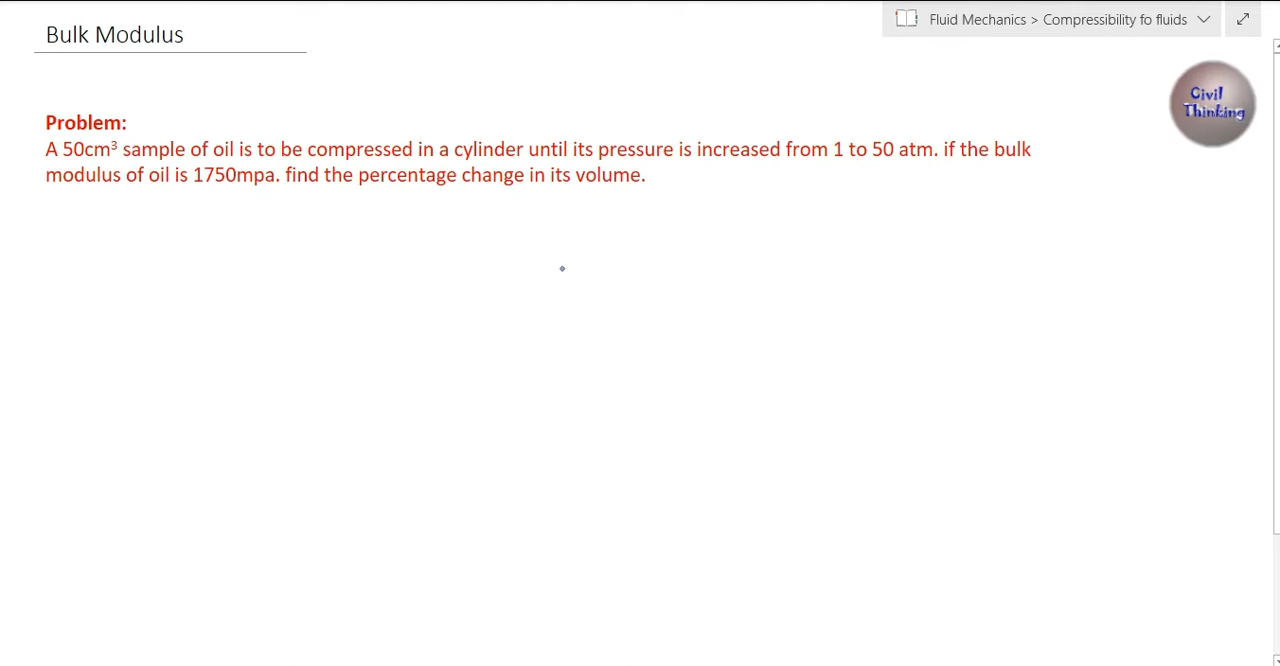 Bulk Modulus
Fluid Mechanics > Compressibility fo fluids
Civil
Thinking
Problem:
A 50cm³ sample of oil is to be compressed in a cylinder until its pressure is increased from 1 to 50 atm. if the bulk
modulus of oil is 1750mpa. find the percentage change in its volume.